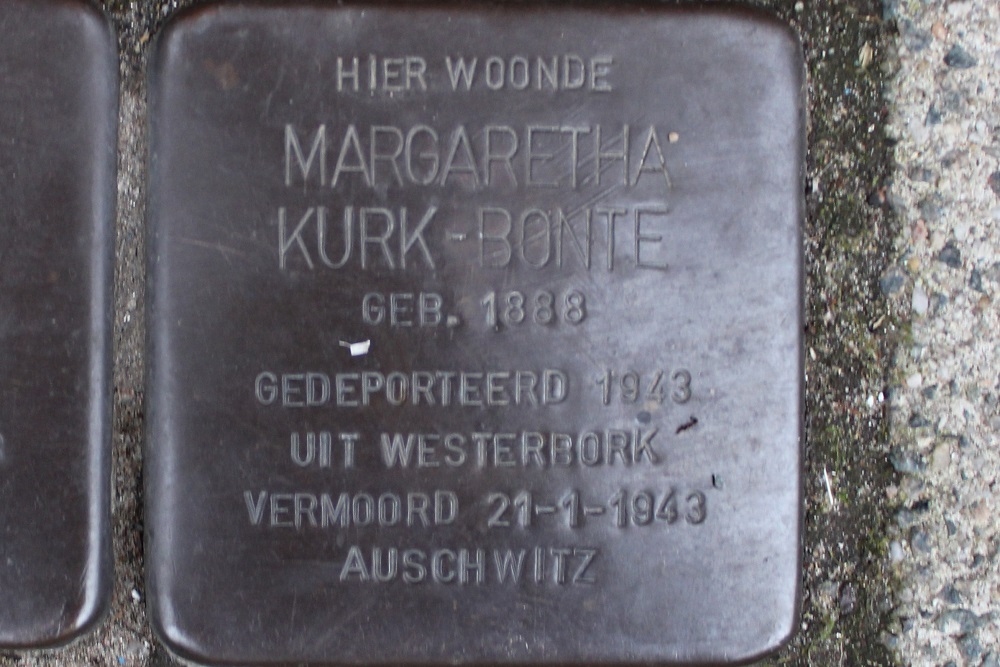 HIER WOONDE
MARGARETHA
KURK-BONTE
GEB. 1888
GEDEPORTEERD 1943
UIT WESTERBORK
VERMOORD 21-1-1943
AUSCHWITZ